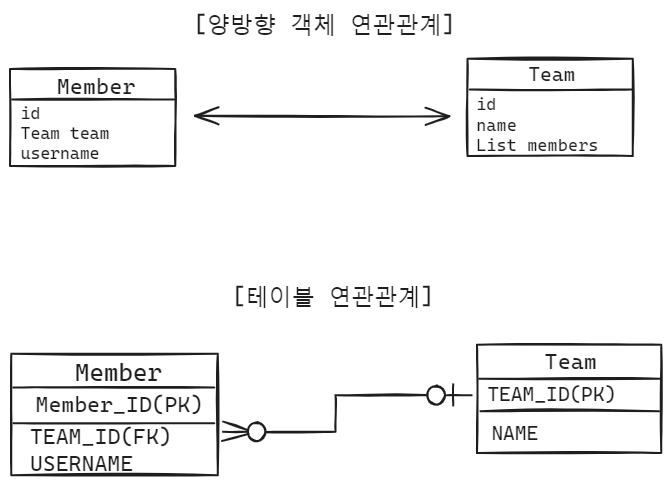 [양방향 객체 연관관계]
Member
id
Team team
username
Team
id
name
List members
[테이블 연관관계]
Member
Member_ID(PK)
TEAM_ID(FK)
USERNAME
Team
TEAM_ID(PK)
NAME